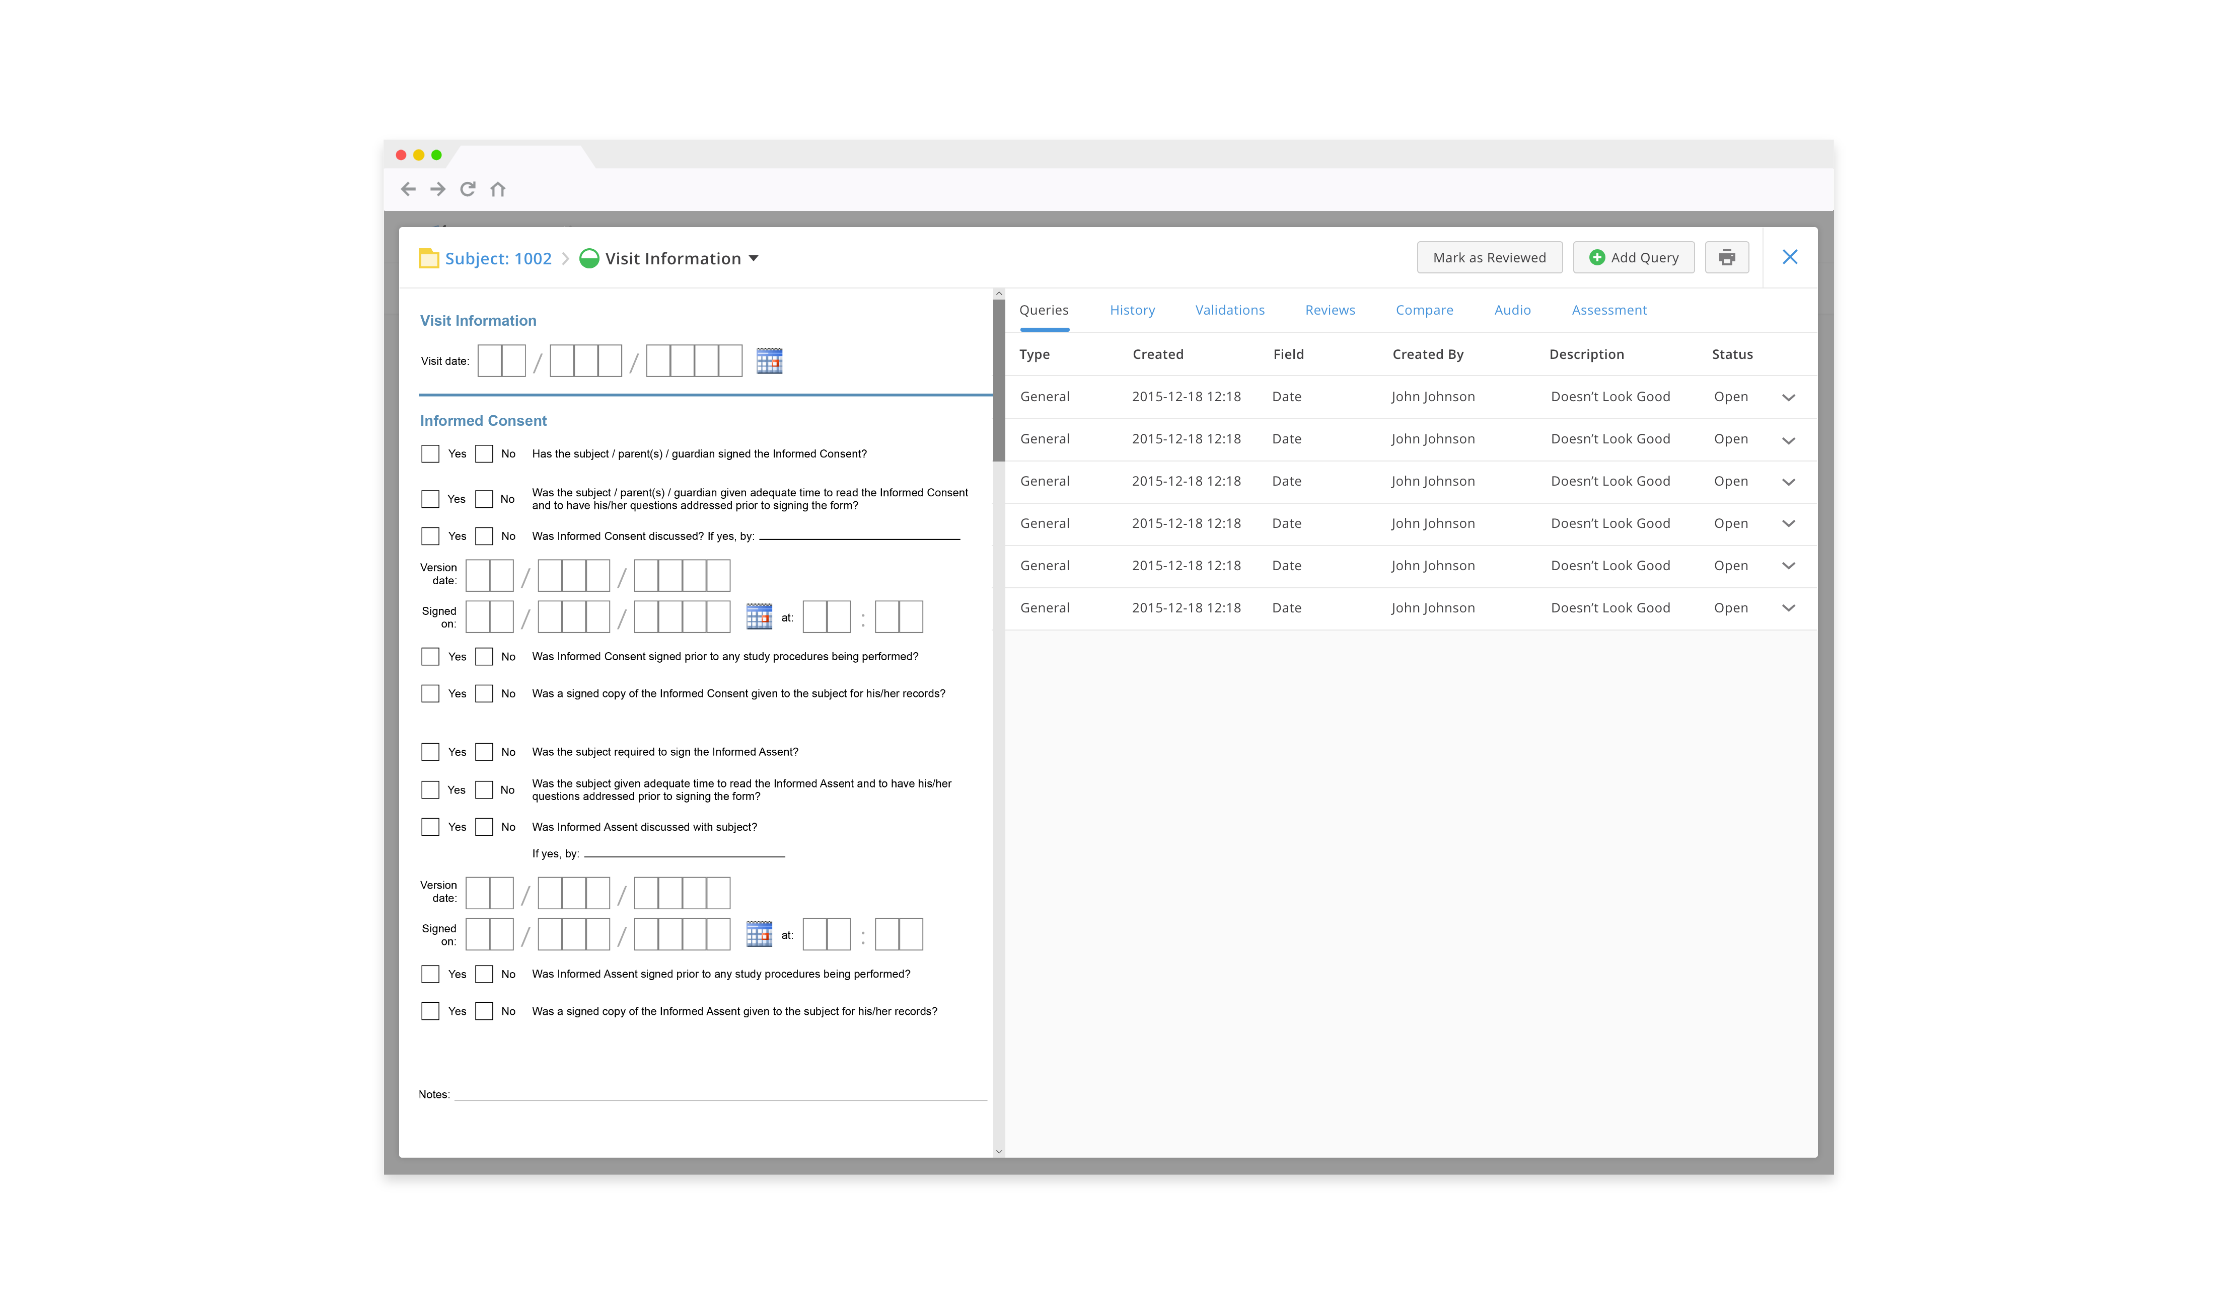 Subject: 1002 Visit Information
Mark as Reviewed Add Query
Visit Information
Visit date: / /
Informed Consent
Yes No Has the subject / parent(s) / guardian signed the Informed Consent?
Yes No Was the subject / parent(s) / guardian given adequate time to read the Informed Consent
and to have his/her questions addressed prior to signing the form?
Yes No Was Informed Consent discussed? If yes, by:
Version
date: / /
Signed
on: / / at: :
Yes No Was Informed Consent signed prior to any study procedures being performed?
Yes No Was a signed copy of the Informed Consent given to the subject for his/her records?
Yes No Was the subject required to sign the Informed Assent?
Yes No Was the subject given adequate time to read the Informed Assent and to have his/her
questions addressed prior to signing the form?
Yes No Was Informed Assent discussed with subject?
If yes, by:
Version
date: / /
Signed
on: / / at: :
Yes No Was Informed Assent signed prior to any study procedures being performed?
Yes No Was a signed copy of the Informed Assent given to the subject for his/her records?
Notes:
Queries History Validations Reviews Compare Audio Assessment
Type Created Field Created By Description Status
General 2015-12-18 12:18 Date John Johnson Doesn't Look Good Open
General 2015-12-18 12:18 Date John Johnson Doesn't Look Good Open
General 2015-12-18 12:18 Date John Johnson Doesn't Look Good Open
General 2015-12-18 12:18 Date John Johnson Doesn't Look Good Open
General 2015-12-18 12:18 Date John Johnson Doesn't Look Good Open
General 2015-12-18 12:18 Date John Johnson Doesn't Look Good Open